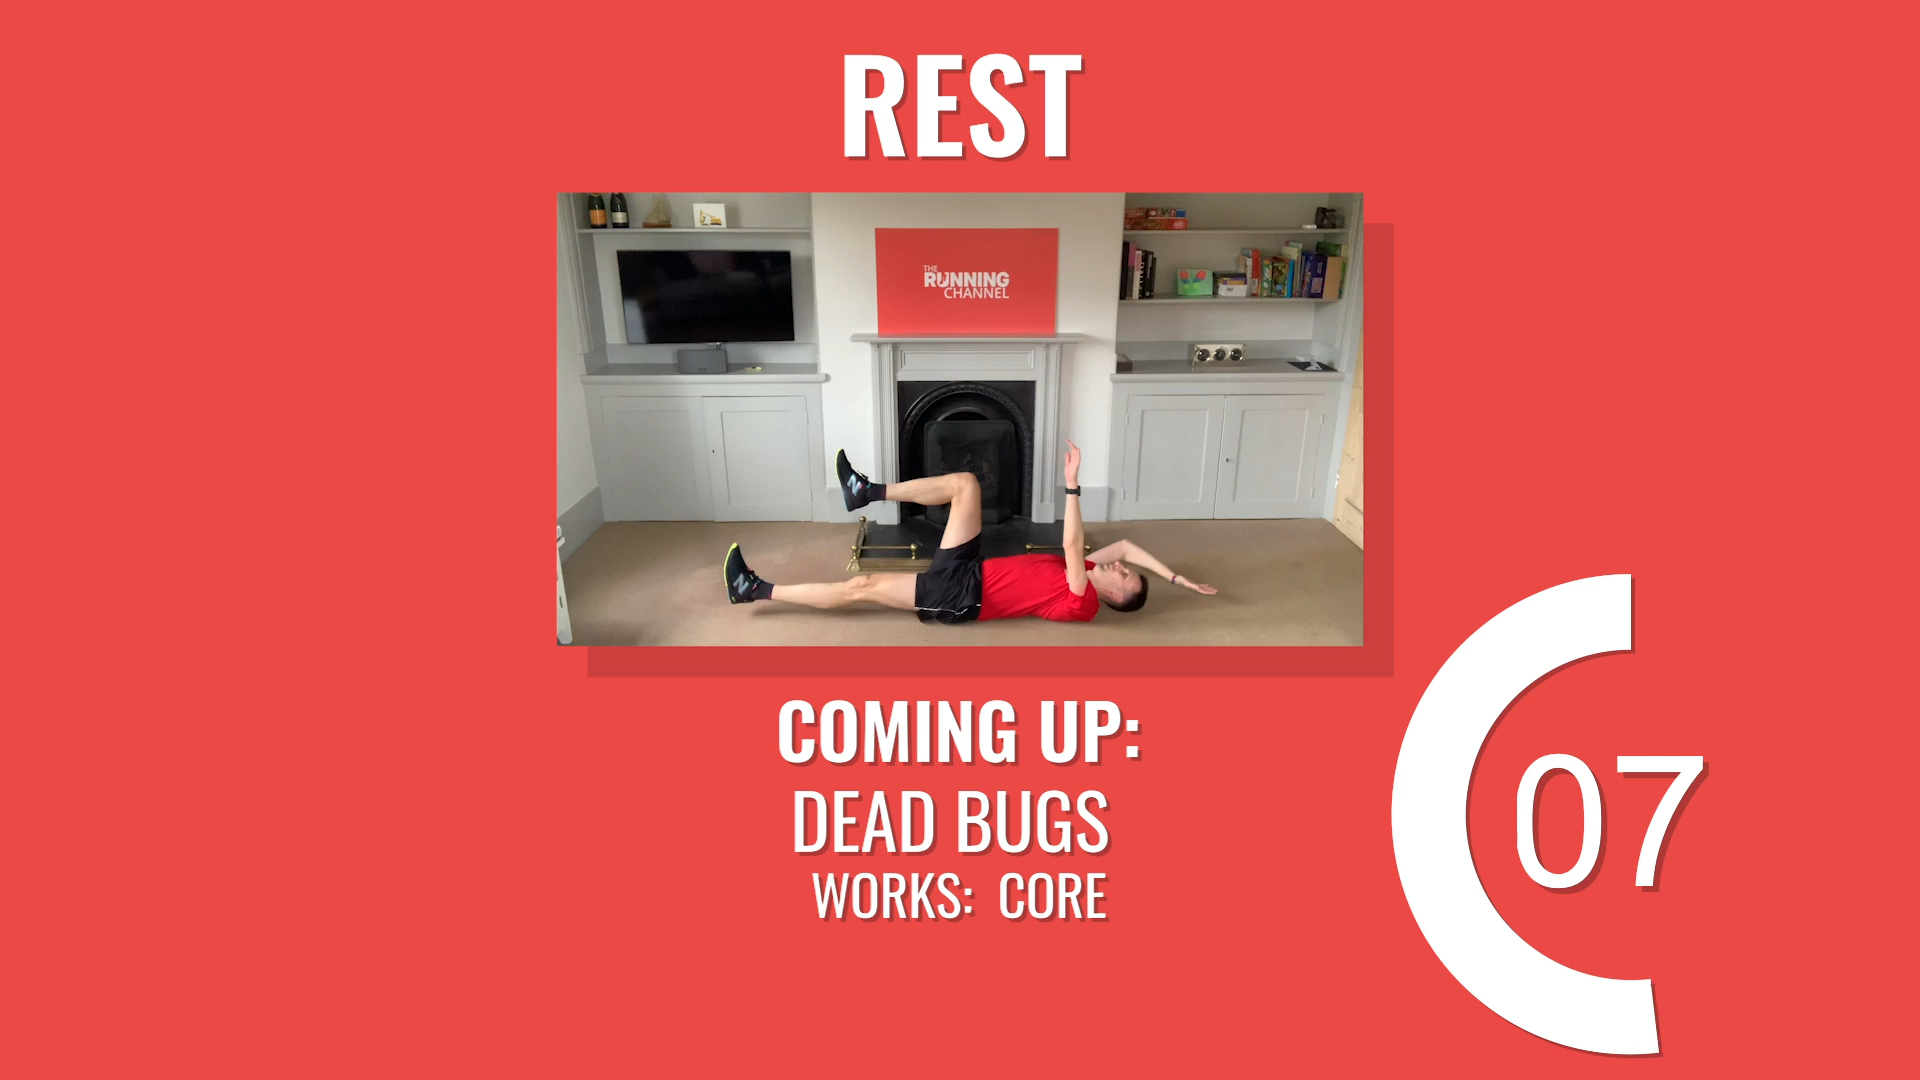 REST
THE
RUNNING
CHANNEL
COMING UP:
DEAD BUGS
WORKS: CORE
07